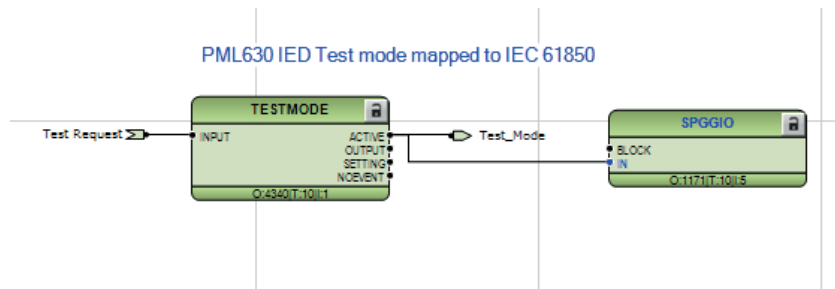 PML630 IED Test mode mapped to IEC 61850
TESTMODE
Test Request
INPUT
ACTIVE
OUTPUT
SETTING
NOEVENT
O:4340|T:10|I:1
Test_Mode
SPGGIO
BLOCK
IN
O:1171|T:10|I:5